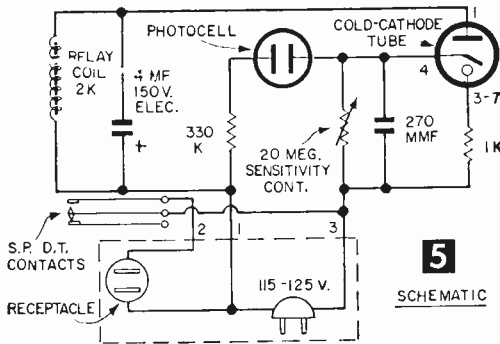 PHOTOCELL
COLD-CATHODE
TUBE
1
4
3-7
RELAY
COIL
2K
.4 MF
150V.
ELEC.
+
330
K
20 MEG.
SENSITIVITY
CONT.
270
MMF
1K
S.P. D.T.
CONTACTS
2
1
3
RECEPTACLE
115-125 V.
5
SCHEMATIC